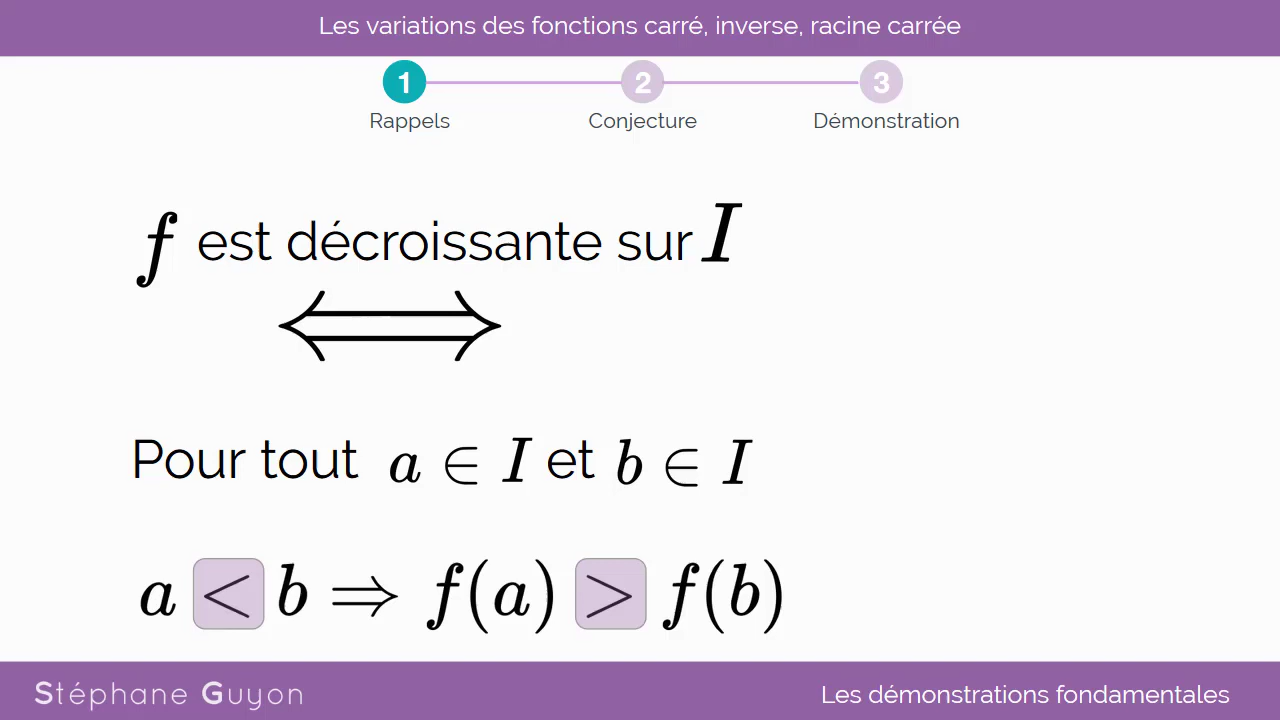 Les variations des fonctions carré, inverse, racine carrée
1 2 3
Rappels Conjecture Démonstration
f est décroissante sur I
⟺
Pour tout a ∈ I et b ∈ I
a < b ⇒ f(a) > f(b)
Stéphane Guyon Les démonstrations fondamentales